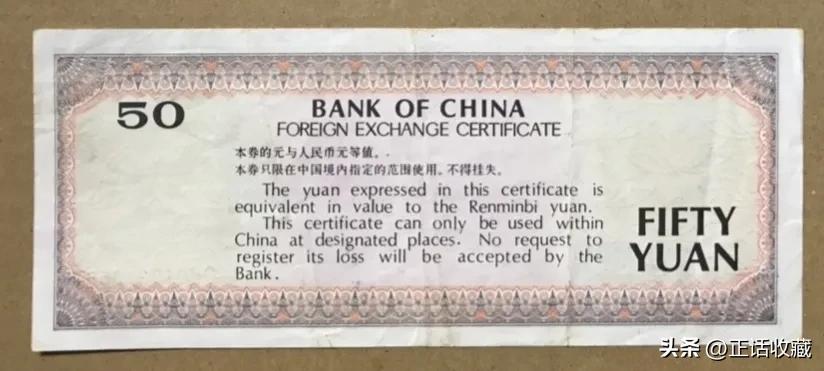 50
BANK OF CHINA
FOREIGN EXCHANGE CERTIFICATE
本券的元与人民币元等值。
本券只限在中国境内指定的范围使用。不得挂失。
The yuan expressed in this certificate is
equivalent in value to the Renminbi yuan.
This certificate can only be used within
China at designated places. No request to
register its loss will be accepted by the
Bank.
FIFTY
YUAN
头条 @正话收藏